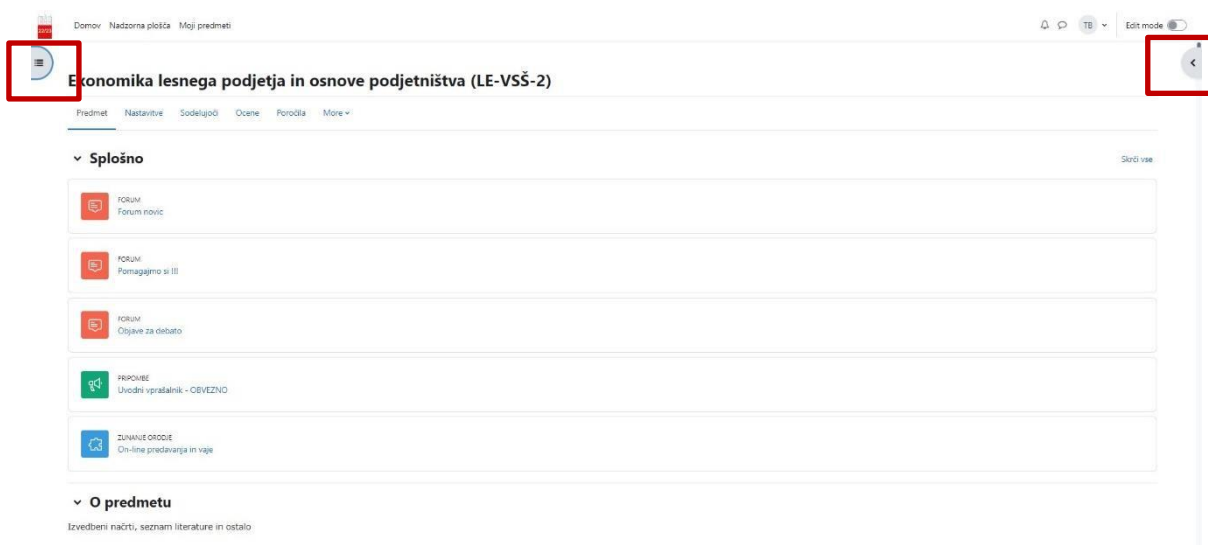 22/23
Domov Nadzorna plošča Moji predmeti
TB Edit mode
Ekonomika lesnega podjetja in osnove podjetništva (LE-VSŠ-2)
Predmet Nastavitve Sodelujoči Ocene Poročila More
Splošno Skrči vse
FORUM
Forum novic
FORUM
Pomagajmo si !!!
FORUM
Objave za debato
PRIPOMBE
Uvodni vprašalnik - OBVEZNO
ZUNANJE ORODJE
On-line predavanja in vaje
O predmetu
Izvedbeni načrti, seznam literature in ostalo